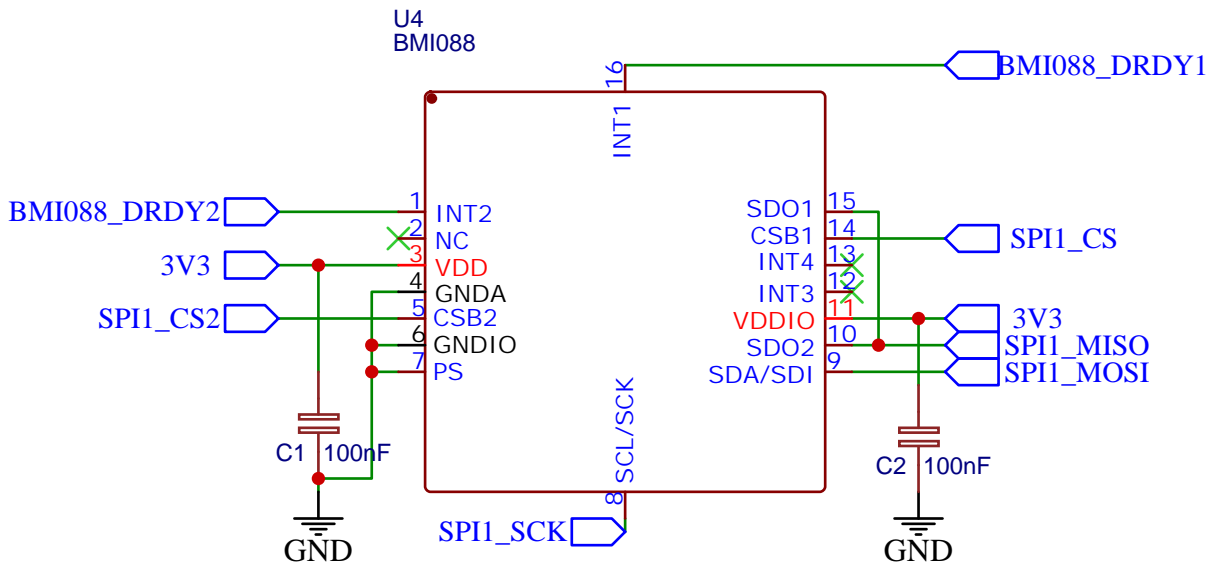 U4
BMI088
BMI088_DRDY1
16
INT1
BMI088_DRDY2
1
INT2
2
NC
3V3
3
VDD
4
GNDA
SPI1_CS2
5
CSB2
6
GNDIO
7
PS
SDO1
15
CSB1
14
SPI1_CS
INT4
13
INT3
12
VDDIO
11
3V3
SDO2
10
SPI1_MISO
SDA/SDI
9
SPI1_MOSI
C1
100nF
C2
100nF
SCL/SCK
8
SPI1_SCK
GND
GND